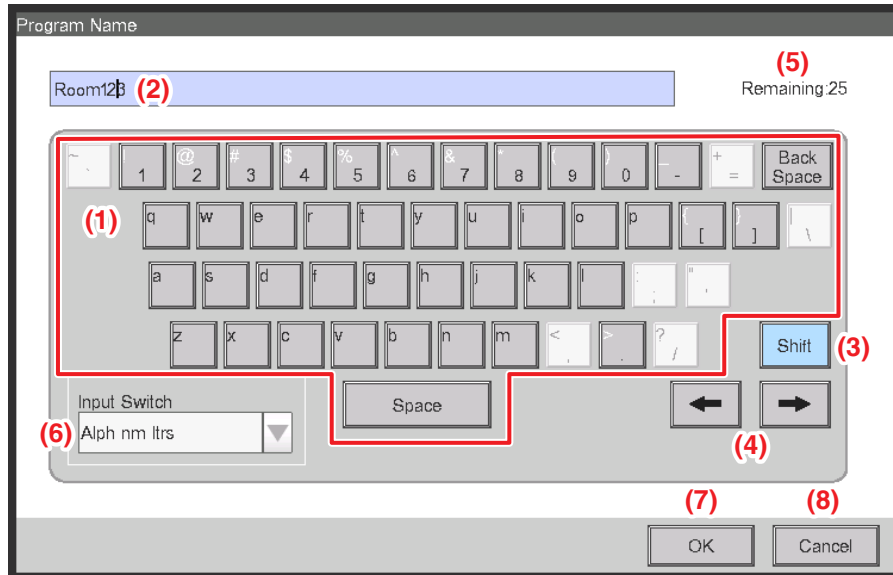 Program Name
(5)
Room123 (2) Remaining:25
~ ` ! 1 @ 2 # 3 $ 4 % 5 ^ 6 & 7 * 8 ( 9 ) 0 _ - + = Back Space
(1) q w e r t y u i o p { [ } ] | \
a s d f g h j k l : ; " '
z x c v b n m < , > . ? / Shift (3)
Input Switch Space
(6) Alph nm ltrs (4)
(7) (8)
OK Cancel